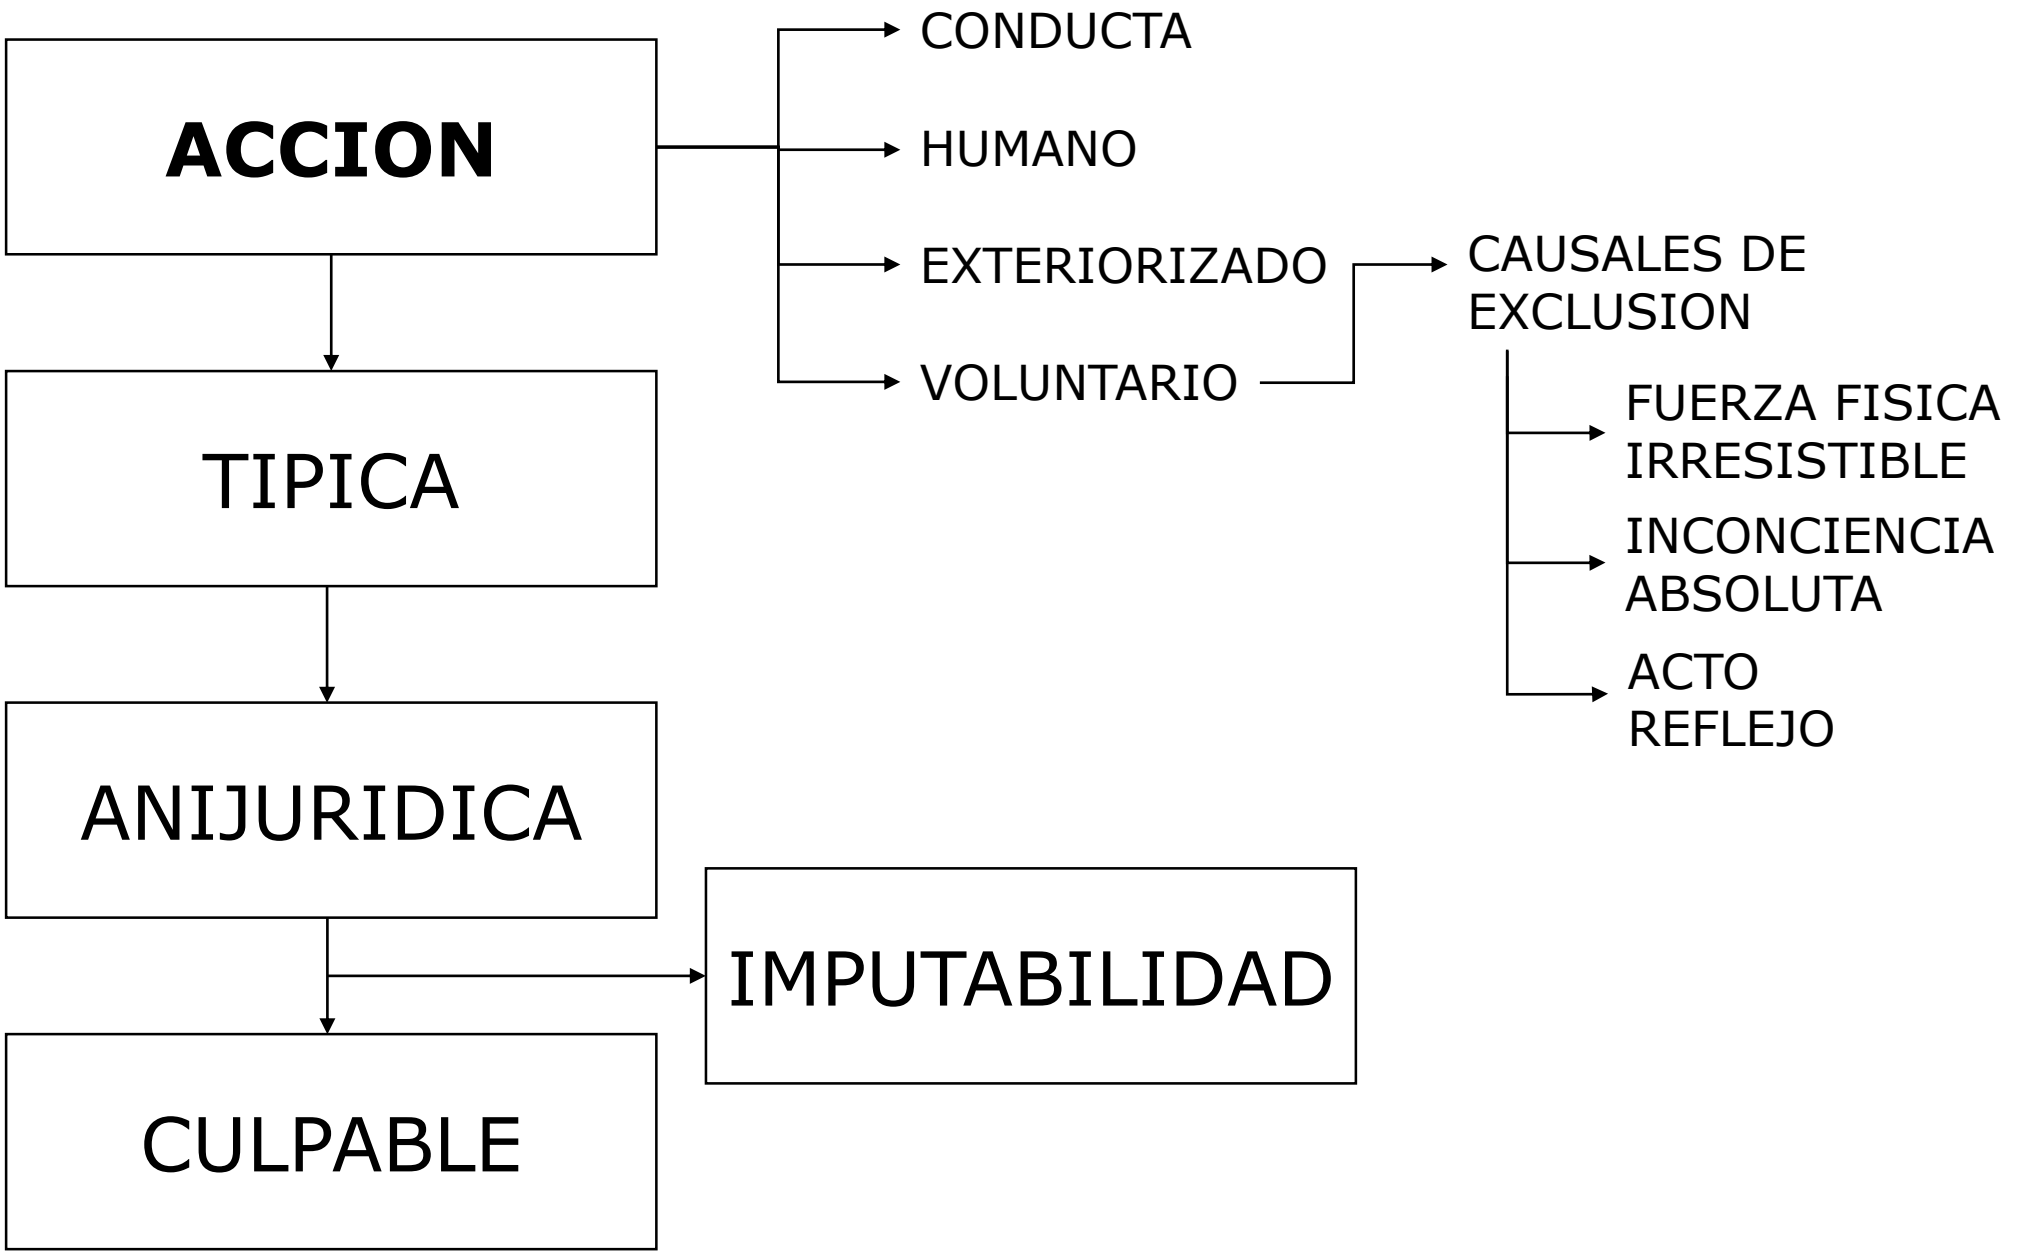 ACCION
CONDUCTA
HUMANO
EXTERIORIZADO
VOLUNTARIO
CAUSALES DE
EXCLUSION
FUERZA FISICA
IRRESISTIBLE
INCONCIENCIA
ABSOLUTA
ACTO
REFLEJO
TIPICA
ANIJURIDICA
IMPUTABILIDAD
CULPABLE